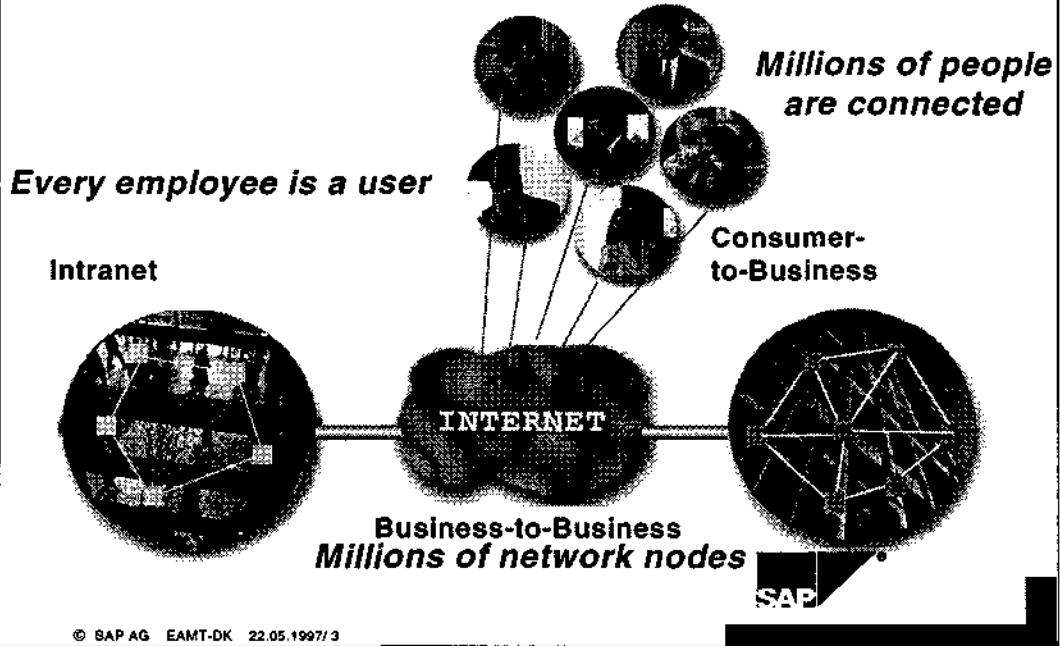 Millions of people
are connected
Every employee is a user
Consumer-
to-Business
Intranet
INTERNET
Business-to-Business
Millions of network nodes
SAP
© SAP AG EAMT-DK 22.05.1997/ 3